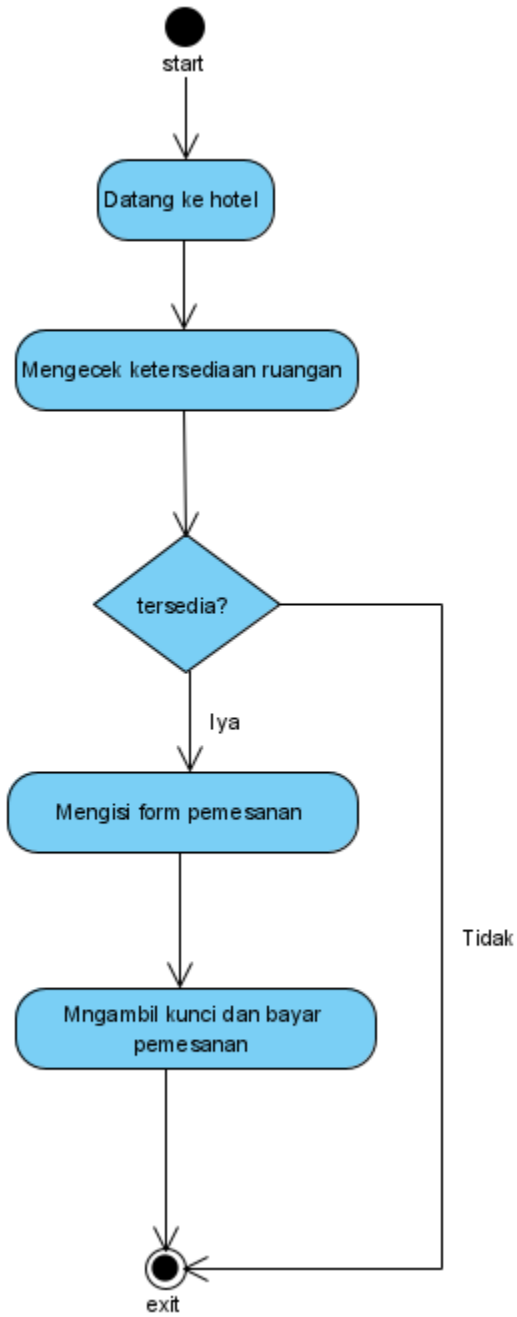 start
Datang ke hotel
Mengecek ketersediaan ruangan
tersedia?
Iya
Mengisi form pemesanan
Tidak
Mngambil kunci dan bayar
pemesanan
exit